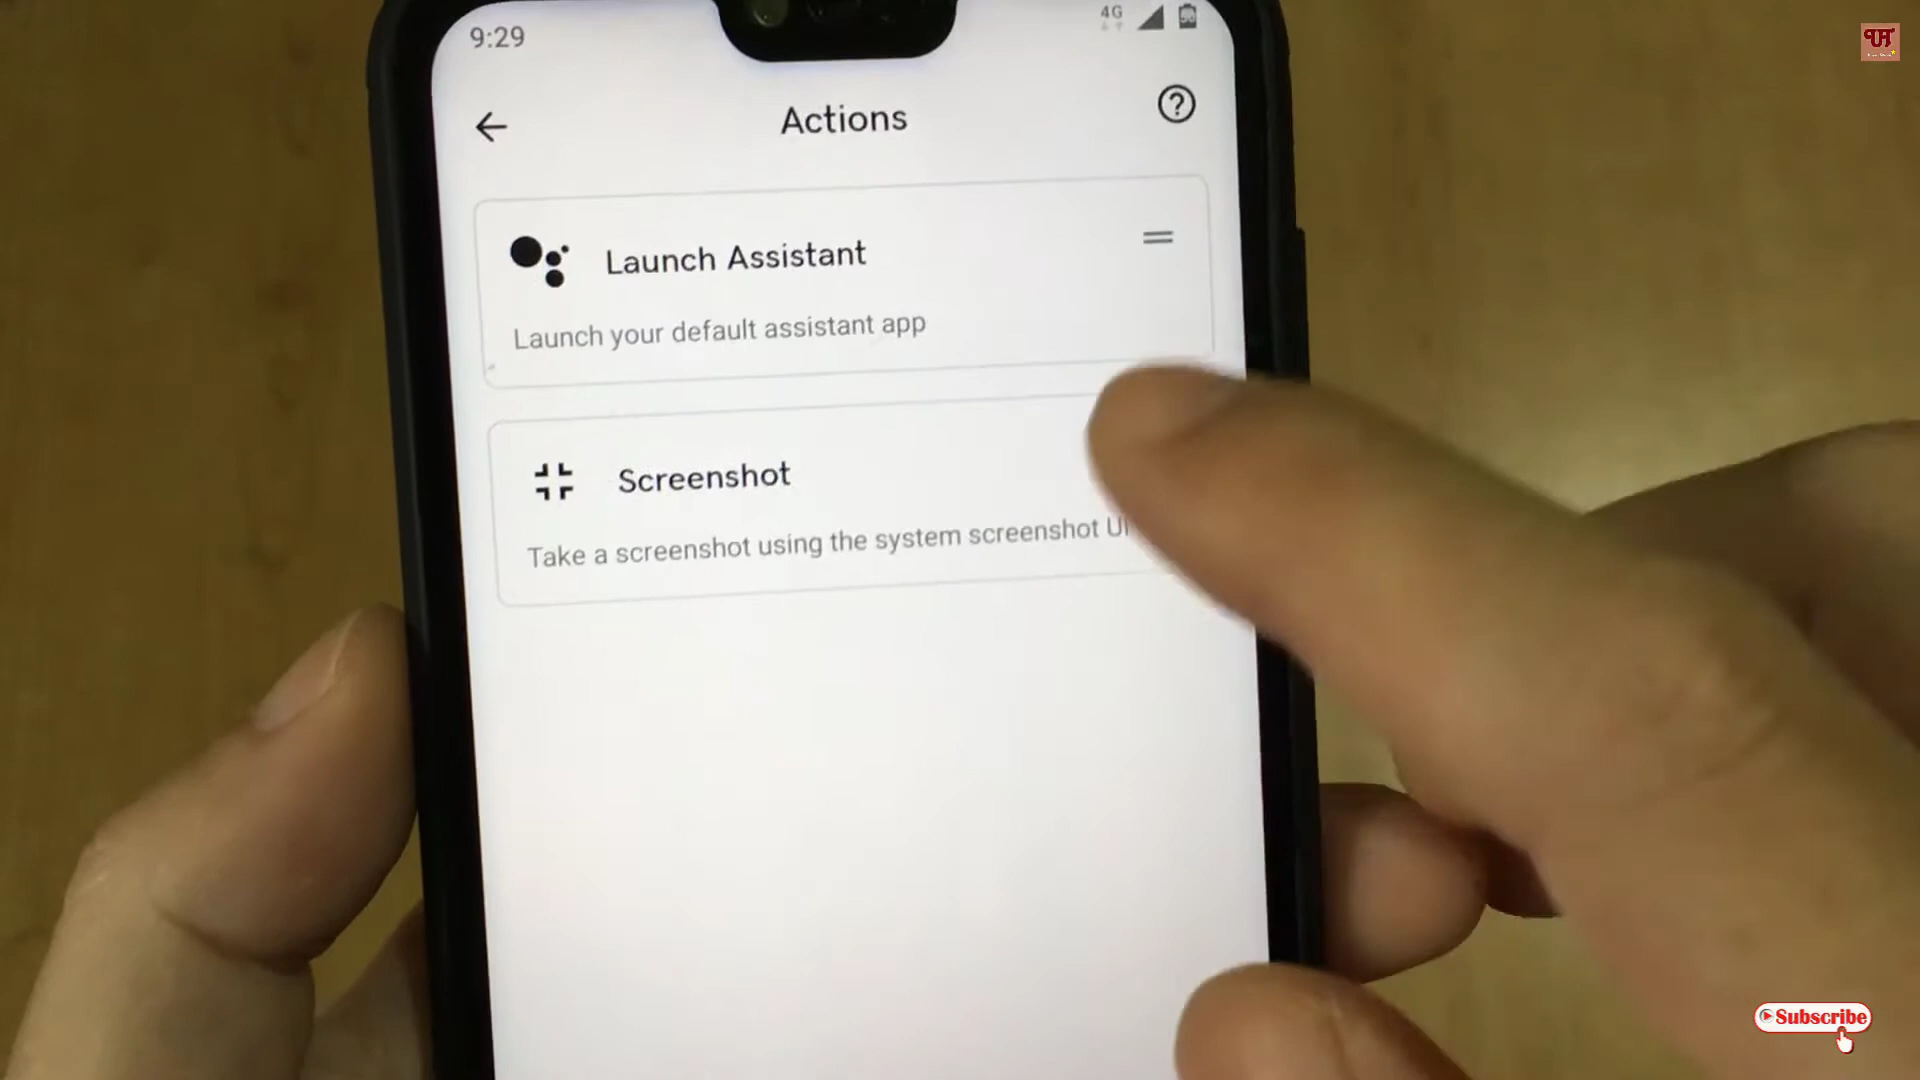 9:29
4G
Actions
Launch Assistant
Launch your default assistant app
Screenshot
Take a screenshot using the system screenshot UI
Subscribe